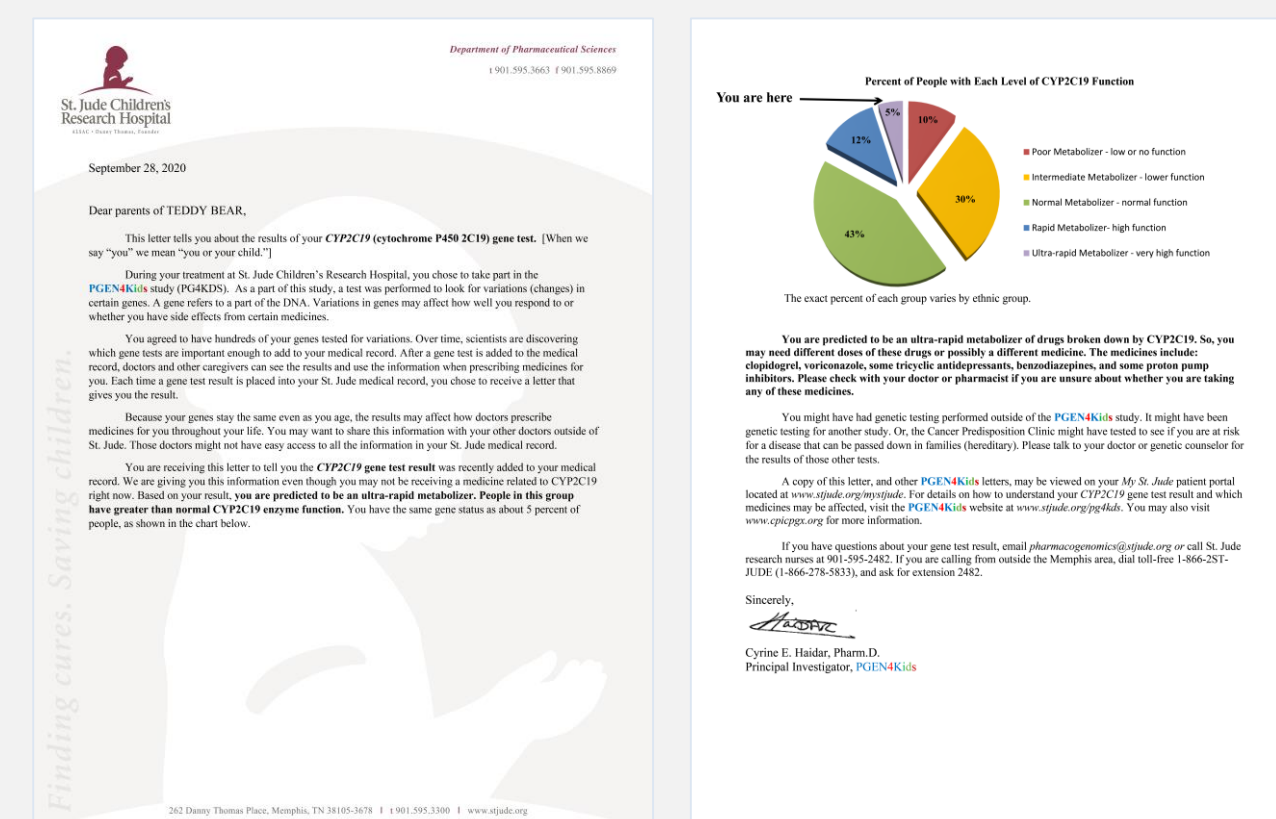 Department of Pharmaceutical Sciences
t 901.595.3663 f 901.595.8869
St. Jude Children's
Research Hospital
ALSAC • Danny Thomas, Founder
September 28, 2020
Dear parents of TEDDY BEAR,
This letter tells you about the results of your CYP2C19 (cytochrome P450 2C19) gene test. [When we
say “you” we mean “you or your child.”]
During your treatment at St. Jude Children’s Research Hospital, you chose to take part in the
PGEN4Kids study (PG4KDS). As a part of this study, a test was performed to look for variations (changes) in
certain genes. A gene refers to a part of the DNA. Variations in genes may affect how well you respond to or
whether you have side effects from certain medicines.
You agreed to have hundreds of your genes tested for variations. Over time, scientists are discovering
which gene tests are important enough to add to your medical record. After a gene test is added to the medical
record, doctors and other caregivers can see the results and use the information when prescribing medicines for
you. Each time a gene test result is placed into your St. Jude medical record, you chose to receive a letter that
gives you the result.
Because your genes stay the same even as you age, the results may affect how doctors prescribe
medicines for you throughout your life. You may want to share this information with your other doctors outside of
St. Jude. Those doctors might not have easy access to all the information in your St. Jude medical record.
You are receiving this letter to tell you the CYP2C19 gene test result was recently added to your medical
record. We are giving you this information even though you may not be receiving a medicine related to CYP2C19
right now. Based on your result, you are predicted to be an ultra-rapid metabolizer. People in this group
have greater than normal CYP2C19 enzyme function. You have the same gene status as about 5 percent of
people, as shown in the chart below.
Finding cures. Saving children.
262 Danny Thomas Place, Memphis, TN 38105-3678 I t 901.595.3300 I www.stjude.org
Percent of People with Each Level of CYP2C19 Function
You are here
5%
10%
12%
30%
43%
Poor Metabolizer - low or no function
Intermediate Metabolizer - lower function
Normal Metabolizer - normal function
Rapid Metabolizer- high function
Ultra-rapid Metabolizer - very high function
The exact percent of each group varies by ethnic group.
You are predicted to be an ultra-rapid metabolizer of drugs broken down by CYP2C19. So, you
may need different doses of these drugs or possibly a different medicine. The medicines include:
clopidogrel, voriconazole, some tricyclic antidepressants, benzodiazepines, and some proton pump
inhibitors. Please check with your doctor or pharmacist if you are unsure about whether you are taking
any of these medicines.
You might have had genetic testing performed outside of the PGEN4Kids study. It might have been
genetic testing for another study. Or, the Cancer Predisposition Clinic might have tested to see if you are at risk
for a disease that can be passed down in families (hereditary). Please talk to your doctor or genetic counselor for
the results of those other tests.
A copy of this letter, and other PGEN4Kids letters, may be viewed on your My St. Jude patient portal
located at www.stjude.org/mystjude. For details on how to understand your CYP2C19 gene test result and which
medicines may be affected, visit the PGEN4Kids website at www.stjude.org/pg4kds. You may also visit
www.cpicpgx.org for more information.
If you have questions about your gene test result, email pharmacogenomics@stjude.org or call St. Jude
research nurses at 901-595-2482. If you are calling from outside the Memphis area, dial toll-free 1-866-2ST-
JUDE (1-866-278-5833), and ask for extension 2482.
Sincerely,
Haidar
Cyrine E. Haidar, Pharm.D.
Principal Investigator, PGEN4Kids